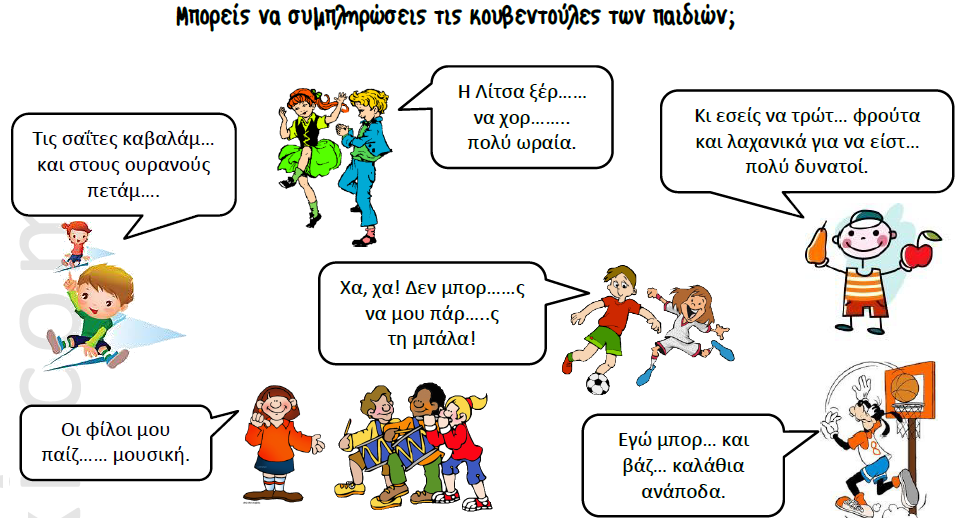 Μπορείς να συμπληρώσεις τις κουβεντούλες των παιδιών;
Η Λίτσα ξέρ......
να χορ........
πολύ ωραία.
Τις σαΐτες καβαλάμ...
και στους ουρανούς
πετάμ....
Κι εσείς να τρώτ... φρούτα
και λαχανικά για να είστ...
πολύ δυνατοί.
Χα, χα! Δεν μπορ......ς
να μου πάρ.....ς
τη μπάλα!
Οι φίλοι μου
παίζ...... μουσική.
Εγώ μπορ... και
βάζ... καλάθια
ανάποδα.